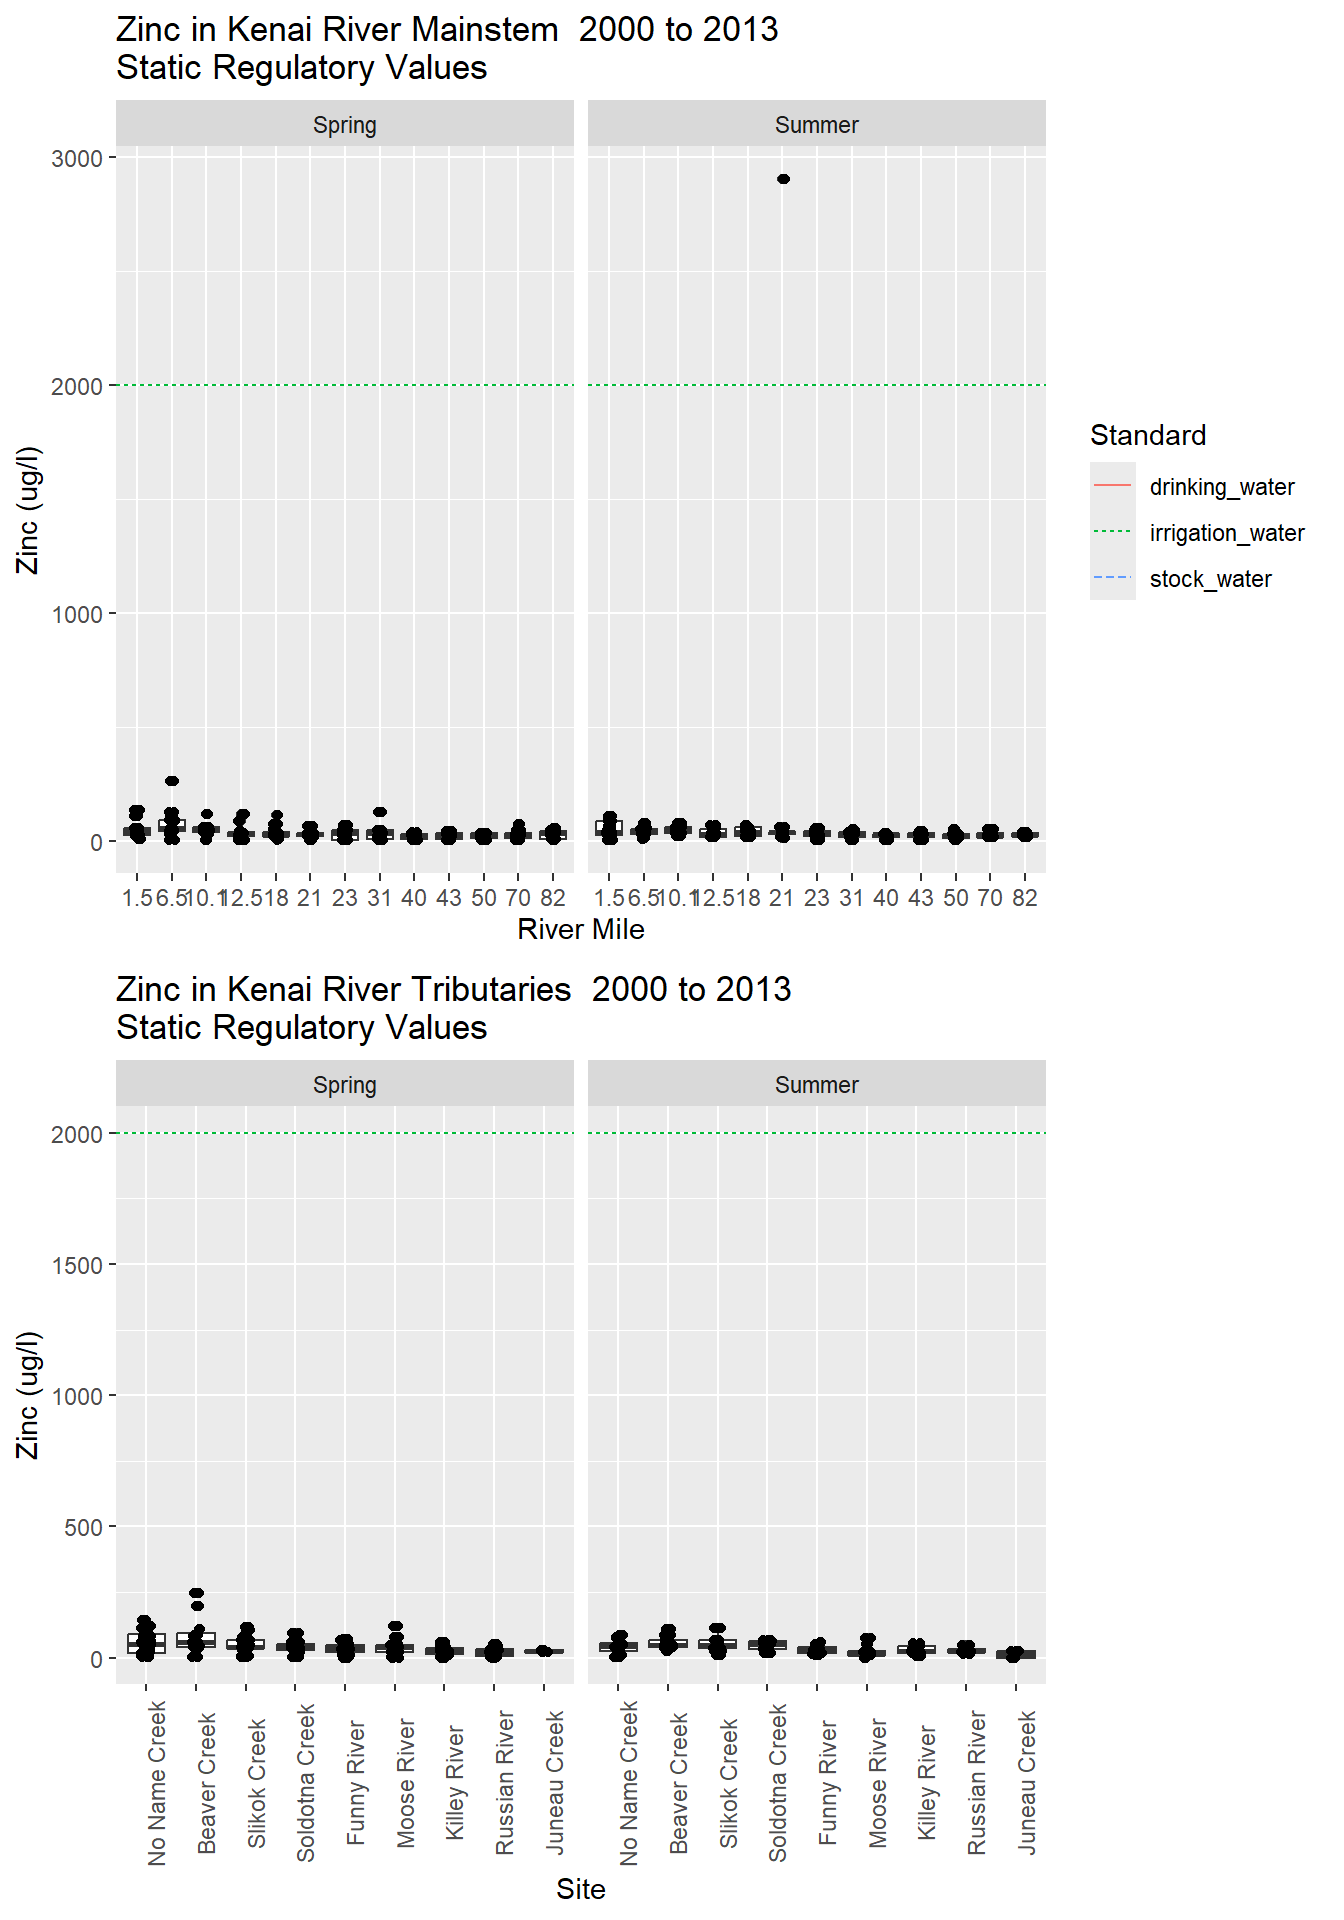 Zinc in Kenai River Mainstem  2000 to 2013
Static Regulatory Values
Spring
Summer
3000
2000
1000
0
Zinc (ug/l)
1.5 6.5 10.1 12.5 18 21 23 31 40 43 50 70 82
1.5 6.5 10.1 12.5 18 21 23 31 40 43 50 70 82
River Mile
Standard
drinking_water
irrigation_water
stock_water
Zinc in Kenai River Tributaries  2000 to 2013
Static Regulatory Values
Spring
Summer
2000
1500
1000
500
0
Zinc (ug/l)
No Name Creek
Beaver Creek
Slikok Creek
Soldotna Creek
Funny River
Moose River
Killey River
Russian River
Juneau Creek
No Name Creek
Beaver Creek
Slikok Creek
Soldotna Creek
Funny River
Moose River
Killey River
Russian River
Juneau Creek
Site